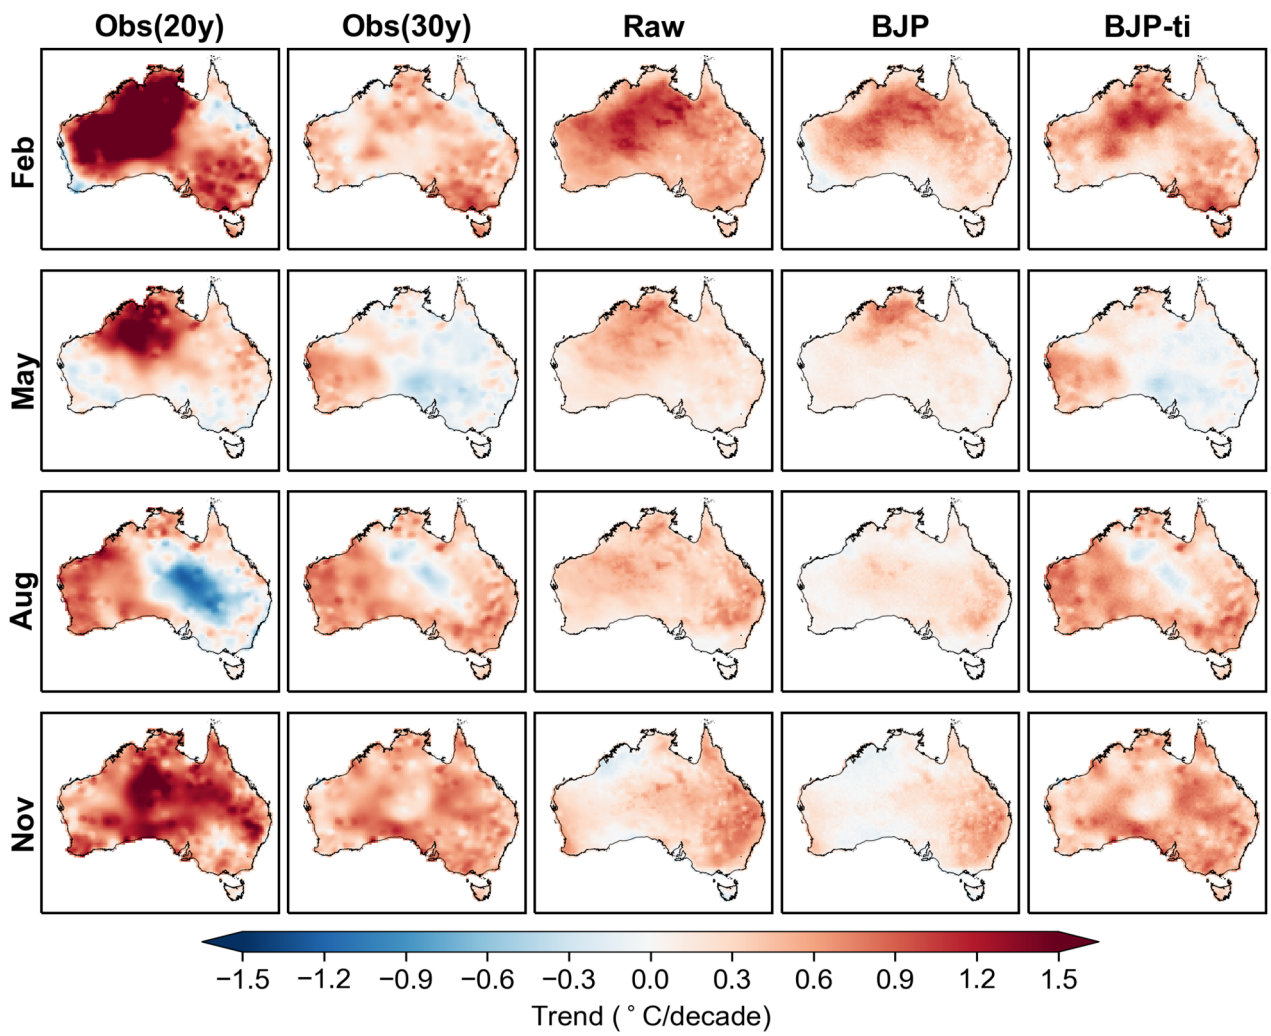 Obs(20y) Obs(30y) Raw BJP BJP-ti
Feb
May
Aug
Nov
−1.5 −1.2 −0.9 −0.6 −0.3 0.0 0.3 0.6 0.9 1.2 1.5
Trend (°C/decade)